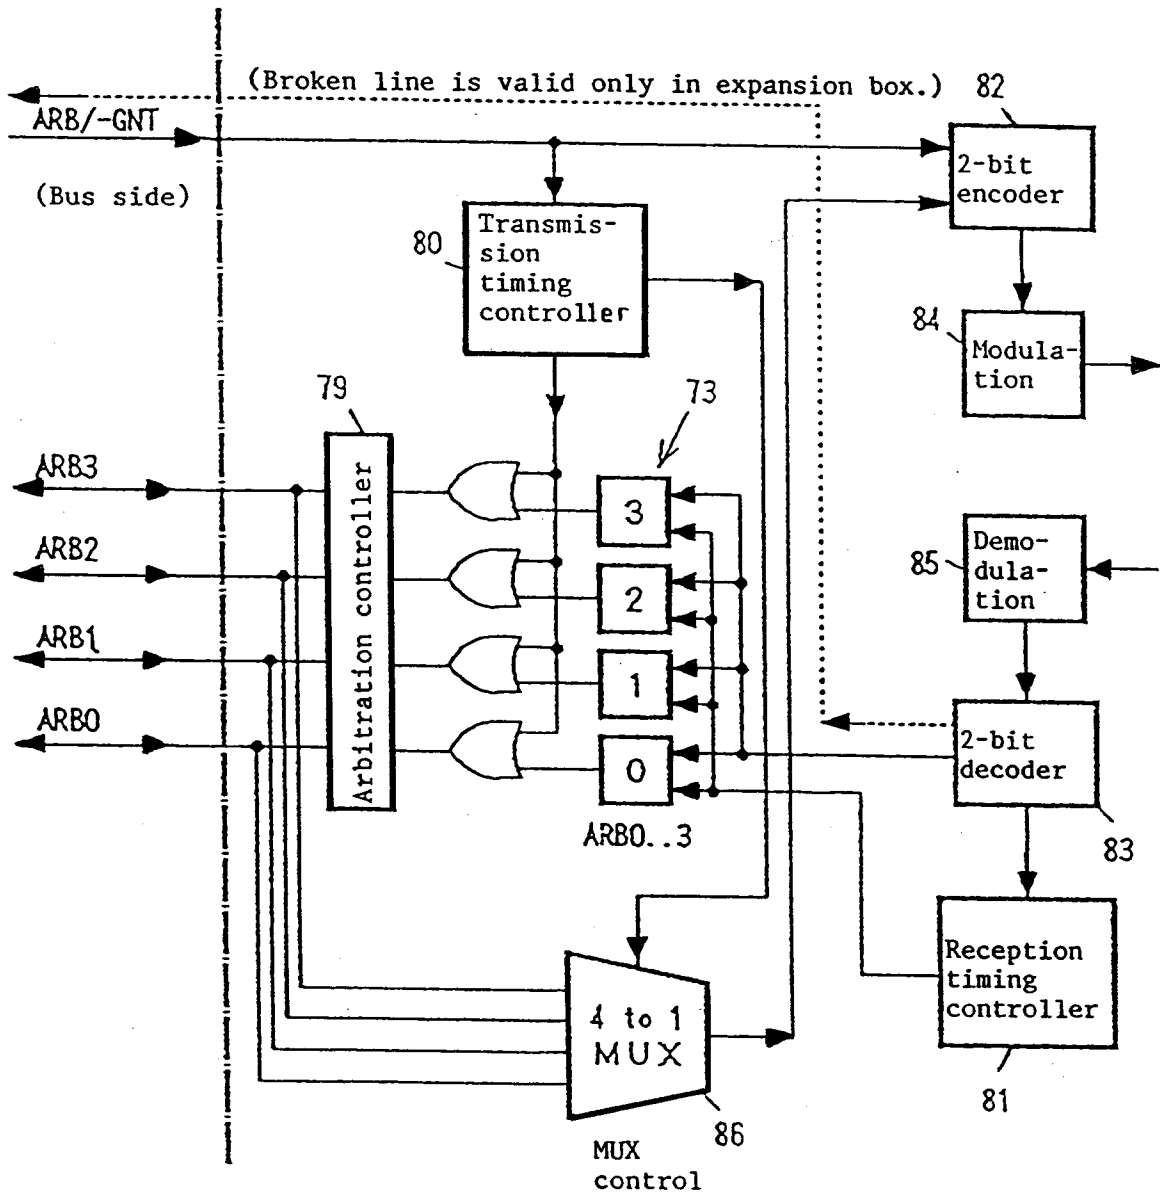 (Broken line is valid only in expansion box.)
82
ARB/-GNT
(Bus side)
2-bit
encoder
80
Transmis-
sion
timing
controller
84
Modula-
tion
79
73
ARB3
ARB2
ARB1
ARB0
Arbitration controller
3
2
1
0
ARB0..3
85
Demo-
dula-
tion
2-bit
decoder
83
Reception
timing
controller
81
4 to 1
MUX
86
MUX
control